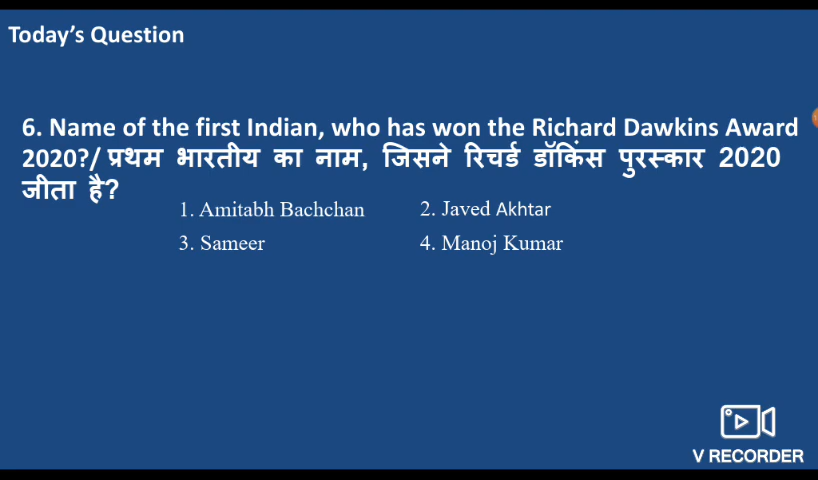 Today's Question
6. Name of the first Indian, who has won the Richard Dawkins Award
2020?/ प्रथम भारतीय का नाम, जिसने रिचर्ड डॉकिंस पुरस्कार 2020
जीता है?
1. Amitabh Bachchan 2. Javed Akhtar
3. Sameer 4. Manoj Kumar
V RECORDER